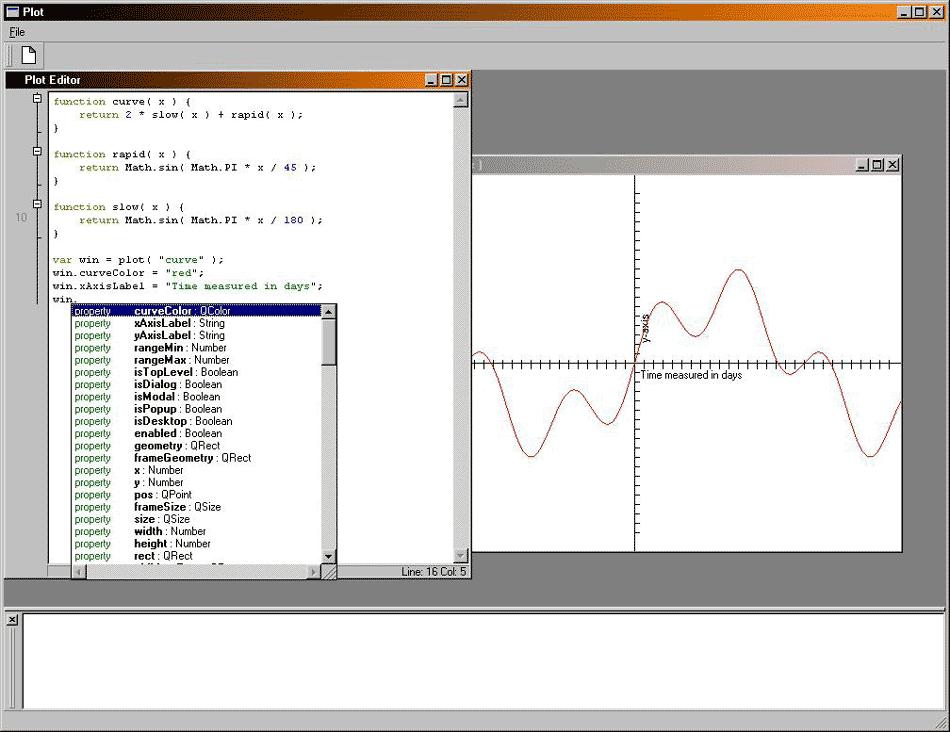 Plot
File
Plot Editor
function curve( x ) {
return 2 * slow( x ) + rapid( x );
}
function rapid( x ) {
return Math.sin( Math.PI * x / 45 );
}
function slow( x ) {
10
return Math.sin( Math.PI * x / 180 );
}
var win = plot( "curve" );
win.curveColor = "red";
win.xAxisLabel = "Time measured in days";
win.
property curveColor : QColor
property xAxisLabel : String
property yAxisLabel : String
property rangeMin : Number
property rangeMax : Number
property isTopLevel : Boolean
property isDialog : Boolean
property isModal : Boolean
property isPopup : Boolean
property isDesktop : Boolean
property enabled : Boolean
property geometry : QRect
property frameGeometry : QRect
property x : Number
property y : Number
property pos : QPoint
property frameSize : QSize
property size : QSize
property width : Number
property height : Number
property rect : QRect
Line: 16 Col: 5
y-axis
Time measured in days